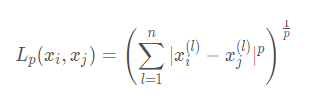 $L_p(x_i, x_j) = \left( \sum_{l=1}^{n} |x_i^{(l)} - x_j^{(l)}|^p \right)^{\frac{1}{p}}$